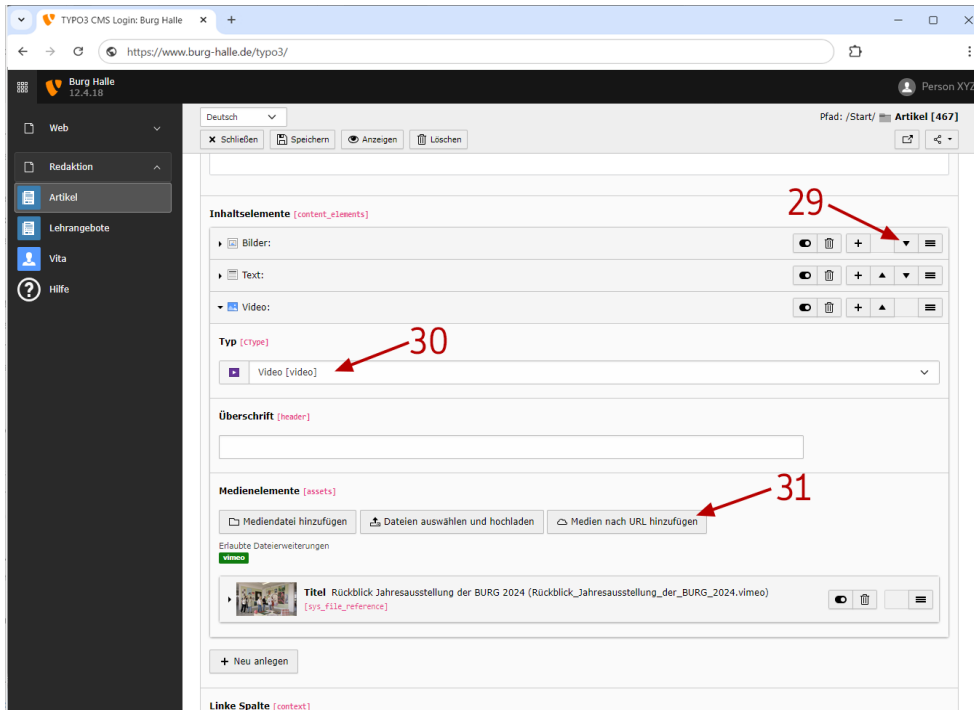 TYPO3 CMS Login: Burg Halle
https://www.burg-halle.de/typo3/
Burg Halle
12.4.18
Person XYZ
Web
Redaktion
Artikel
Lehrangebote
Vita
Hilfe
Deutsch
Pfad: /Start/ Artikel [467]
Schließen Speichern Anzeigen Löschen
Inhaltselemente [content_elements]
29
Bilder:
Text:
Video:
Typ [CType]
30
Video [video]
Überschrift [header]
Medienelemente [assets]
31
Mediendatei hinzufügen Dateien auswählen und hochladen Medien nach URL hinzufügen
Erlaubte Dateierweiterungen
vimeo
Titel Rückblick Jahresausstellung der BURG 2024 (Rückblick_Jahresausstellung_der_BURG_2024.vimeo)
[sys_file_reference]
+ Neu anlegen
Linke Spalte [context]